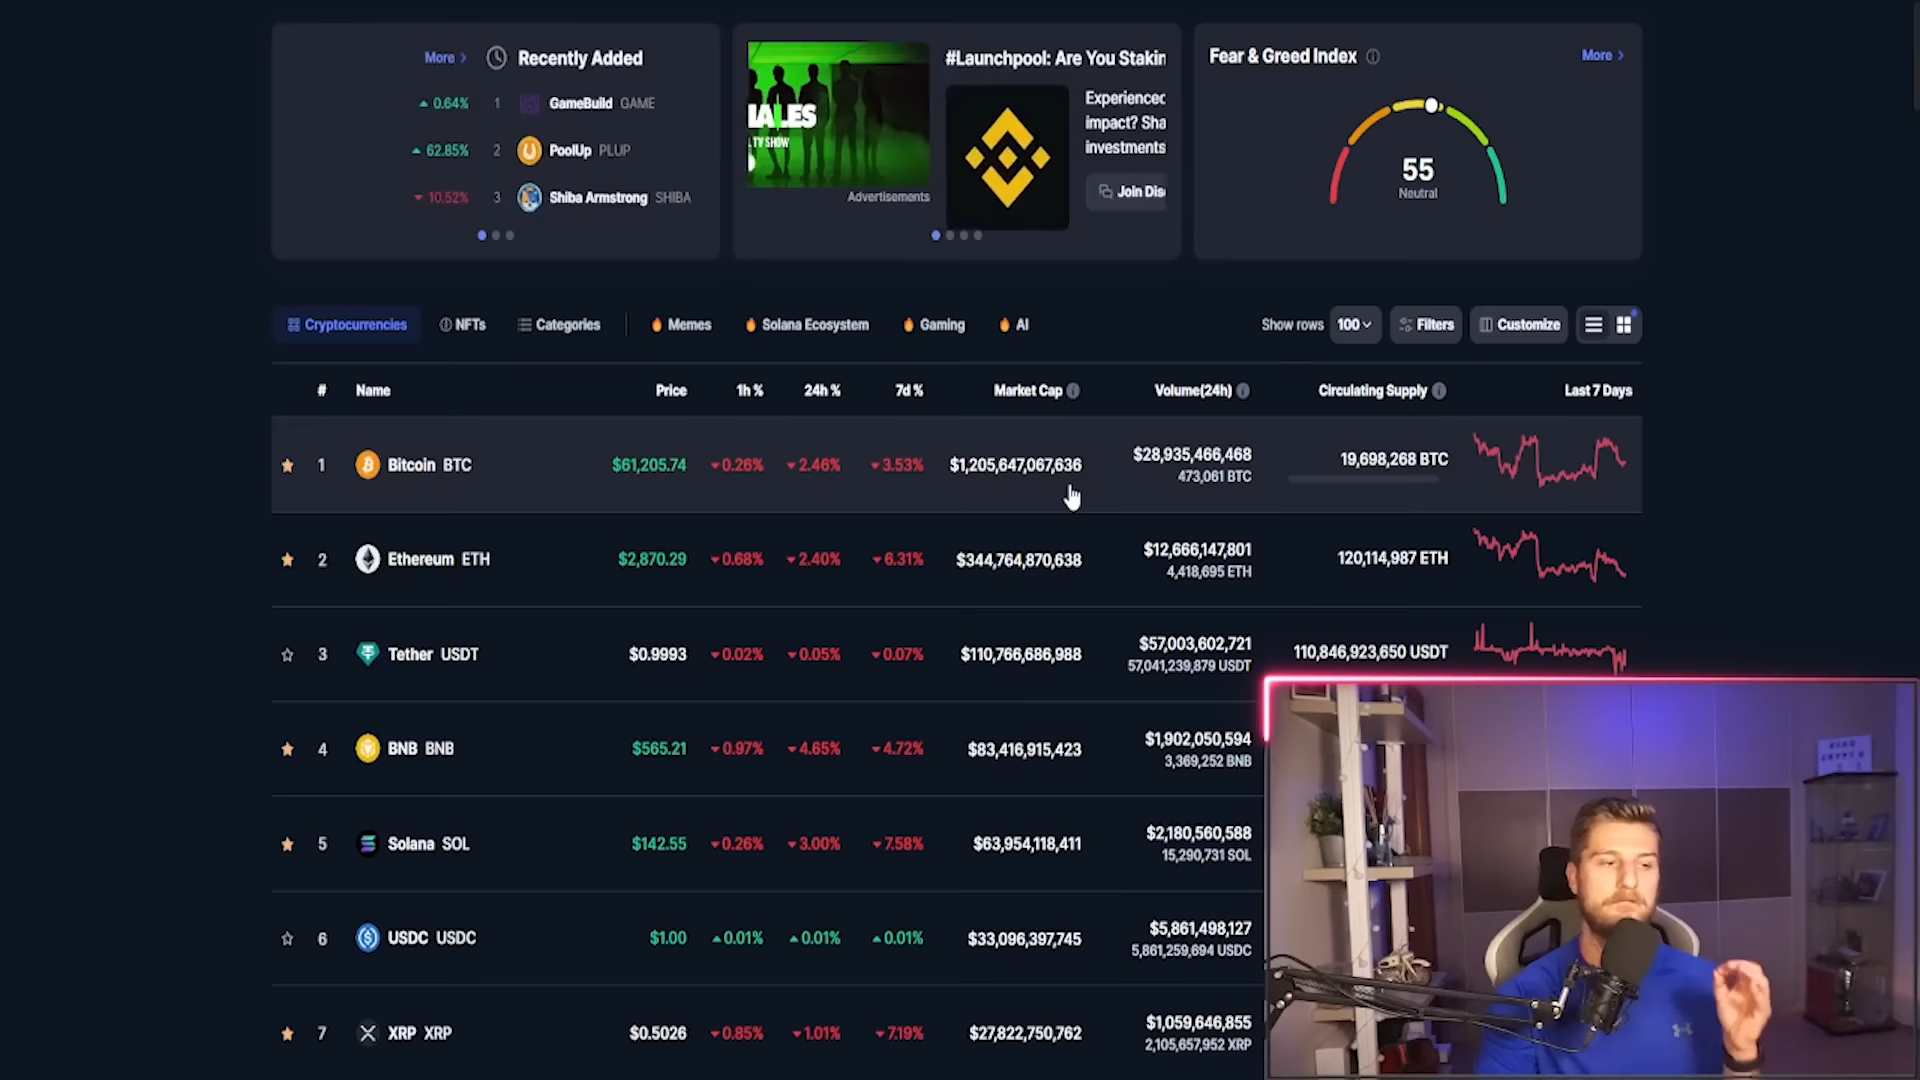 More >
Recently Added
0.64% 1 GameBuild GAME
62.85% 2 PoolUp PLUP
10.52% 3 Shiba Armstrong SHIBA
TY SHOW
Advertisements
#Launchpool: Are You Stakin
Experienced
impact? Sha
investments
Join Dis
Fear & Greed Index
More >
55
Neutral
Cryptocurrencies NFTs Categories Memes Solana Ecosystem Gaming AI Show rows 100 Filters Customize
# Name Price 1h % 24h % 7d % Market Cap Volume(24h) Circulating Supply Last 7 Days
1 Bitcoin BTC $61,205.74 0.26% 2.46% 3.53% $1,205,647,067,636 $28,935,466,468 19,698,268 BTC
473,061 BTC
2 Ethereum ETH $2,870.29 0.68% 2.40% 6.31% $344,764,870,638 $12,666,147,801 120,114,987 ETH
4,418,695 ETH
3 Tether USDT $0.9993 0.02% 0.05% 0.07% $110,766,686,988 $57,003,602,721 110,846,923,650 USDT
57,041,239,879 USDT
4 BNB BNB $565.21 0.97% 4.65% 4.72% $83,416,915,423 $1,902,050,594
3,369,252 BNB
5 Solana SOL $142.55 0.26% 3.00% 7.58% $63,954,118,411 $2,180,560,588
15,290,731 SOL
6 USDC USDC $1.00 0.01% 0.01% 0.01% $33,096,397,745 $5,861,498,127
5,861,259,694 USDC
7 XRP XRP $0.5026 0.85% 1.01% 7.19% $27,822,750,762 $1,059,646,855
2,105,657,952 XRP